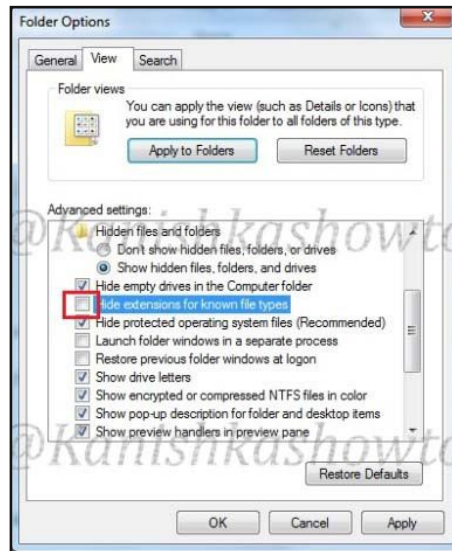 Folder Options
General View Search
Folder views
You can apply the view (such as Details or Icons) that
you are using for this folder to all folders of this type.
Apply to Folders Reset Folders
Advanced settings:
Hidden files and folders
Don't show hidden files, folders, or drives
Show hidden files, folders, and drives
Hide empty drives in the Computer folder
Hide extensions for known file types
Hide protected operating system files (Recommended)
Launch folder windows in a separate process
Restore previous folder windows at logon
Show drive letters
Show encrypted or compressed NTFS files in color
Show pop-up description for folder and desktop items
Show preview handlers in preview pane
Restore Defaults
OK Cancel Apply
@Kanishkashowto
@Kanishkashowto